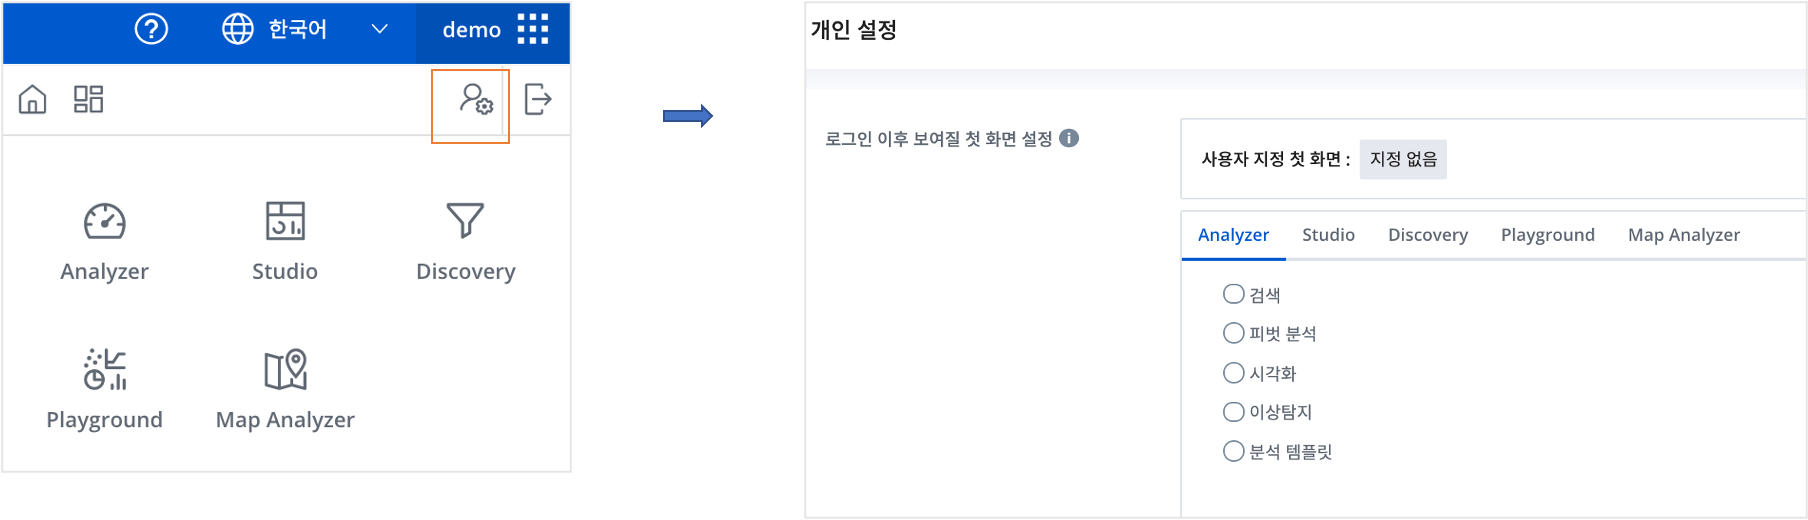 한국어
demo
Analyzer
Studio
Discovery
Playground
Map Analyzer
개인 설정
로그인 이후 보여질 첫 화면 설정
사용자 지정 첫 화면 : 지정 없음
Analyzer Studio Discovery Playground Map Analyzer
검색
피벗 분석
시각화
이상탐지
분석 템플릿